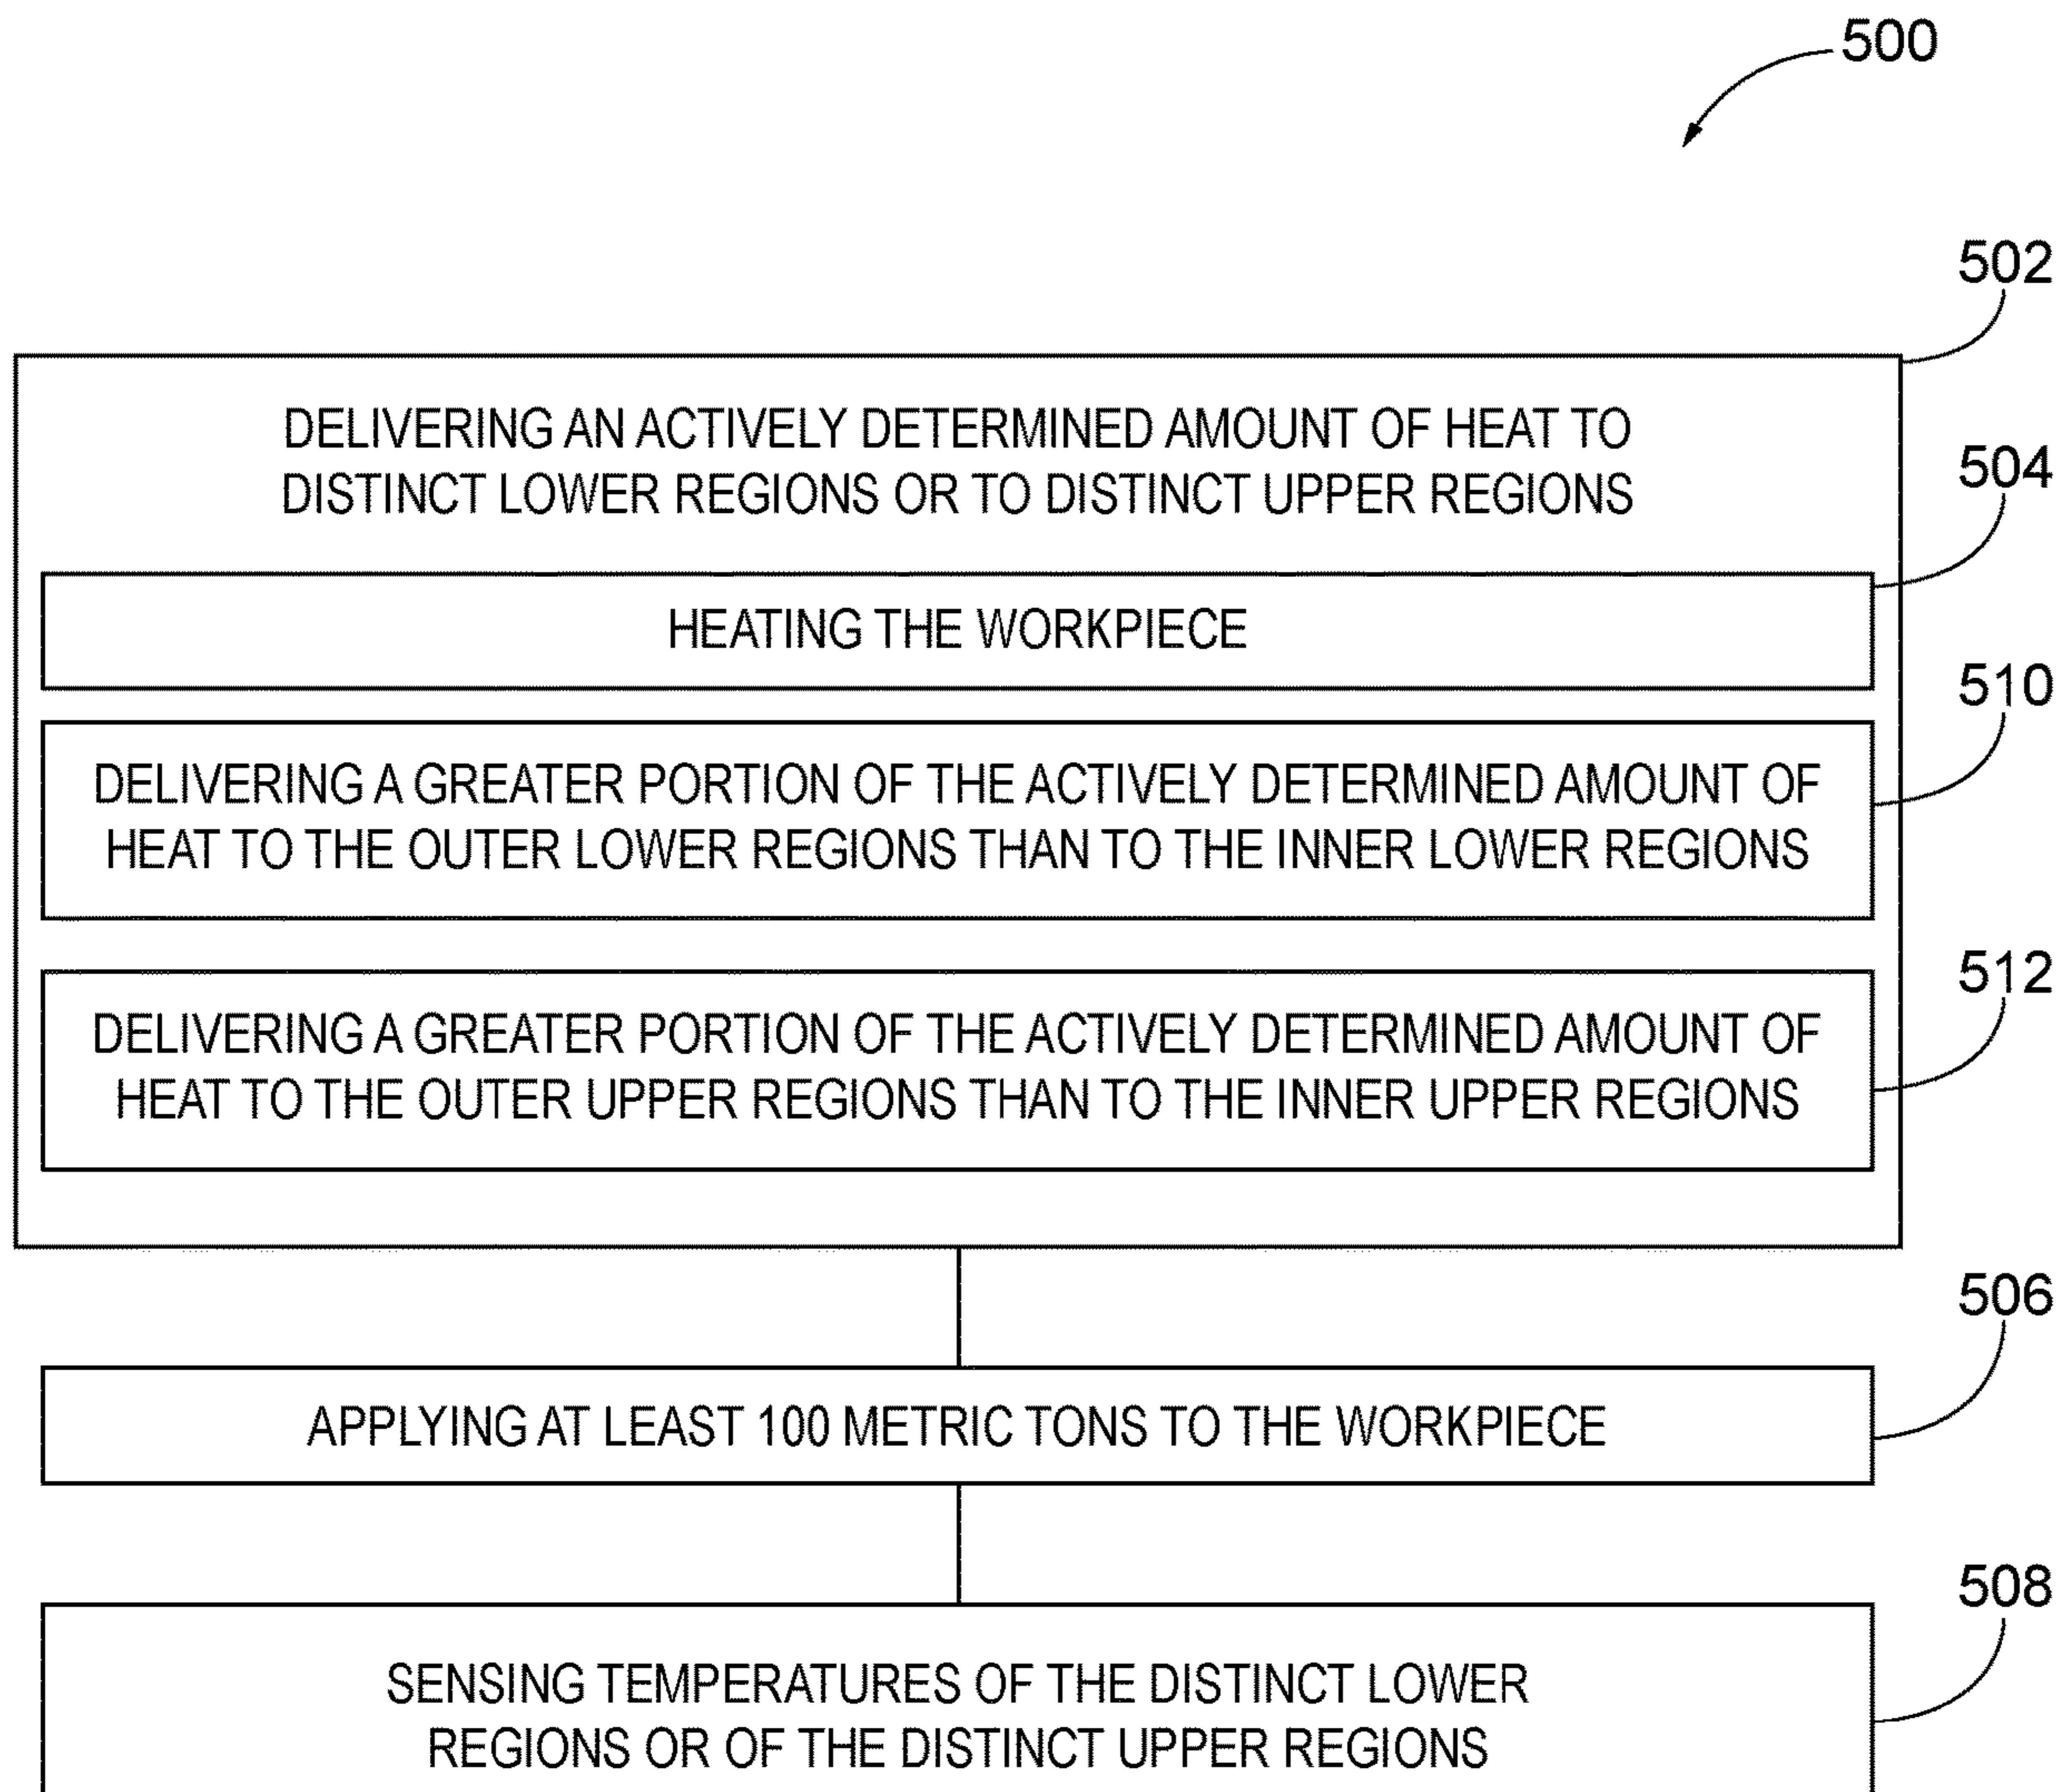 500
502
DELIVERING AN ACTIVELY DETERMINED AMOUNT OF HEAT TO
DISTINCT LOWER REGIONS OR TO DISTINCT UPPER REGIONS
504
HEATING THE WORKPIECE
510
DELIVERING A GREATER PORTION OF THE ACTIVELY DETERMINED AMOUNT OF
HEAT TO THE OUTER LOWER REGIONS THAN TO THE INNER LOWER REGIONS
512
DELIVERING A GREATER PORTION OF THE ACTIVELY DETERMINED AMOUNT OF
HEAT TO THE OUTER UPPER REGIONS THAN TO THE INNER UPPER REGIONS
506
APPLYING AT LEAST 100 METRIC TONS TO THE WORKPIECE
508
SENSING TEMPERATURES OF THE DISTINCT LOWER
REGIONS OR OF THE DISTINCT UPPER REGIONS